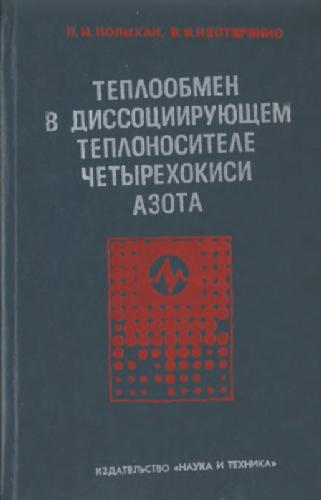 Л. И. КОЛЫХАН, В. В. НЕСТЕРЕНКО
ТЕПЛООБМЕН
В ДИССОЦИИРУЮЩЕМ
ТЕПЛОНОСИТЕЛЕ
ЧЕТЫРЕХОКИСИ
АЗОТА
ИЗДАТЕЛЬСТВО «НАУКА И ТЕХНИКА»